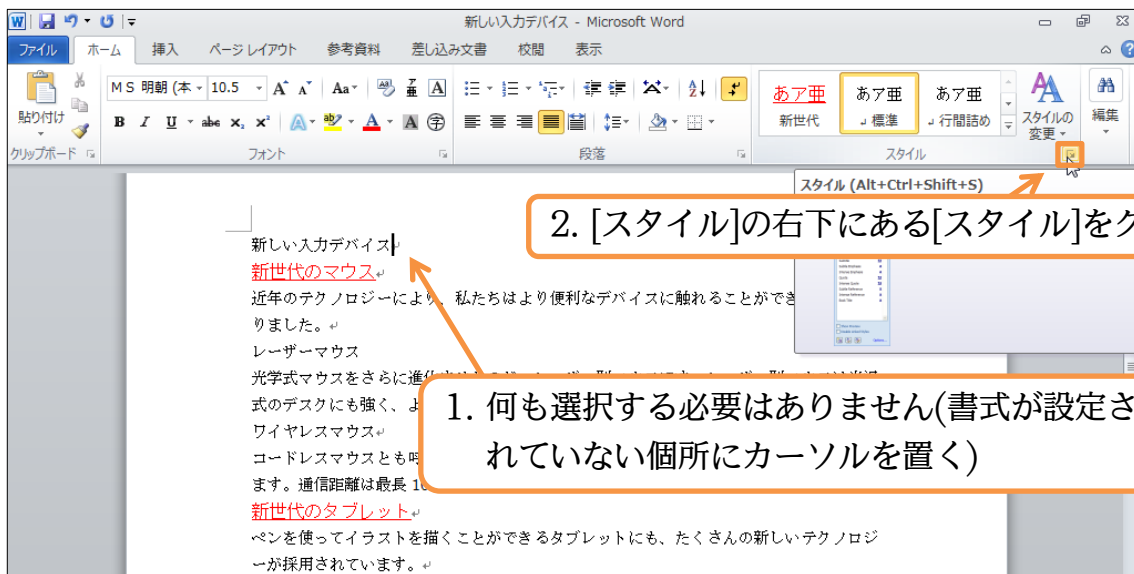 新しい入力デバイス - Microsoft Word
ファイル ホーム 挿入 ページ レイアウト 参考資料 差し込み文書 校閲 表示
MS 明朝 (本 10.5
貼り付け
あア亜 あア亜 あア亜
新世代 ↲標準 ↲行間詰め
スタイルの変更
編集
クリップボード フォント 段落 スタイル
スタイル (Alt+Ctrl+Shift+S)
2. [スタイル]の右下にある[スタイル]をク
新しい入力デバイス
新世代のマウス
近年のテクノロジーにより、私たちはより便利なデバイスに触れることができ
りました。
レーザーマウス
光学式マウスをさらに進化
式のデスクにも強く、よ
1. 何も選択する必要はありません(書式が設定さ
れていない個所にカーソルを置く)
ワイヤレスマウス
コードレスマウスとも呼
ます。通信距離は最長 10
新世代のタブレット
ペンを使ってイラストを描くことができるタブレットにも、たくさんの新しいテクノロジ
ーが採用されています。